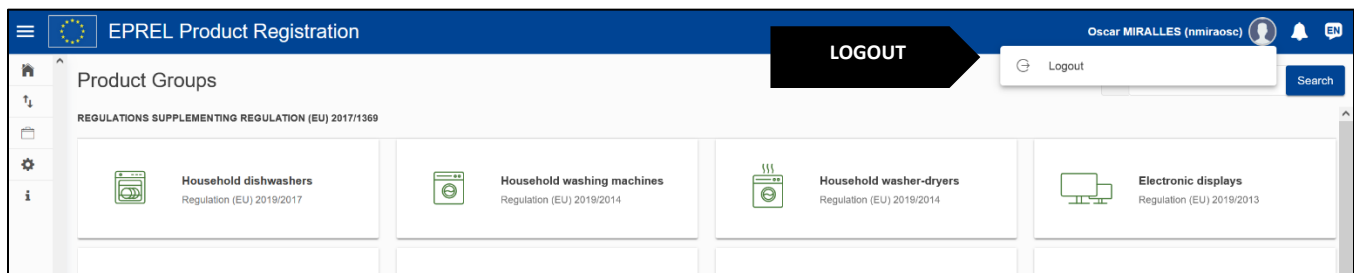 EPREL Product Registration
Oscar MIRALLES (nmiraosc)
EN
LOGOUT
Logout
Product Groups
Search
REGULATIONS SUPPLEMENTING REGULATION (EU) 2017/1369
Household dishwashers
Regulation (EU) 2019/2017
Household washing machines
Regulation (EU) 2019/2014
Household washer-dryers
Regulation (EU) 2019/2014
Electronic displays
Regulation (EU) 2019/2013